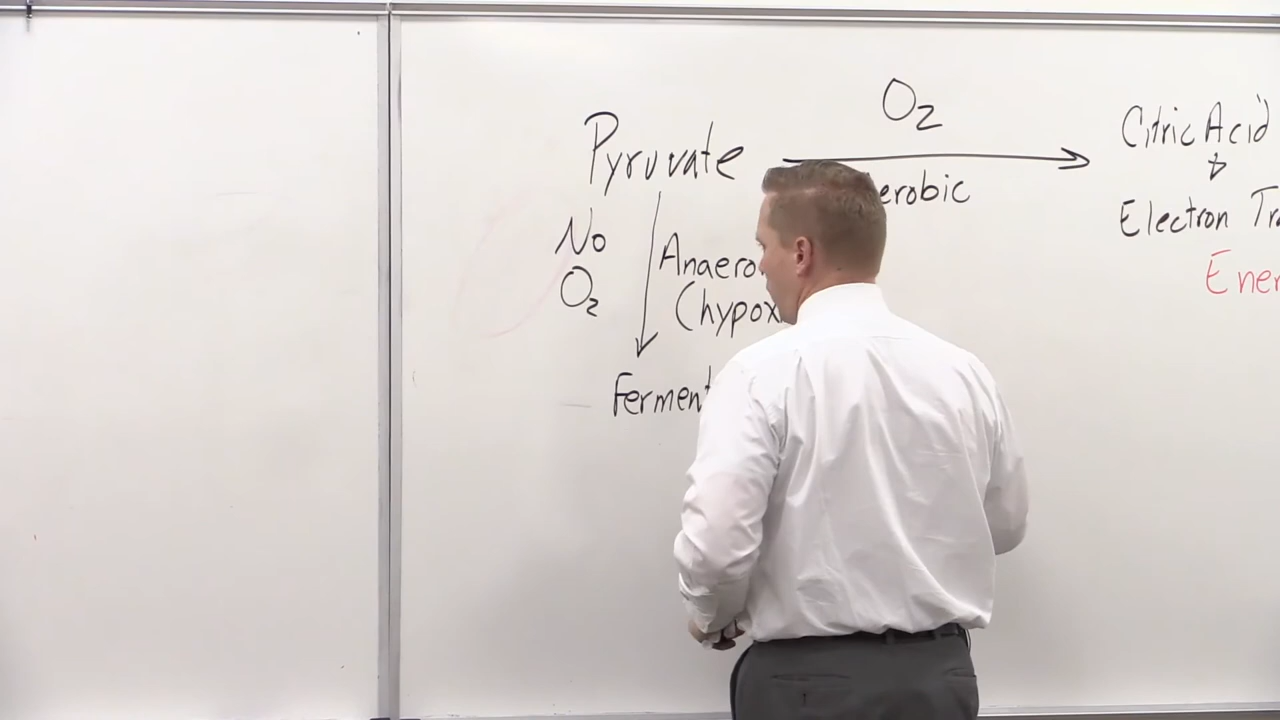 O2
Pyruvate
erobic
Citric Acid
&
Electron Tr
Ener
No
O2
Anaero
(hypox
Ferment